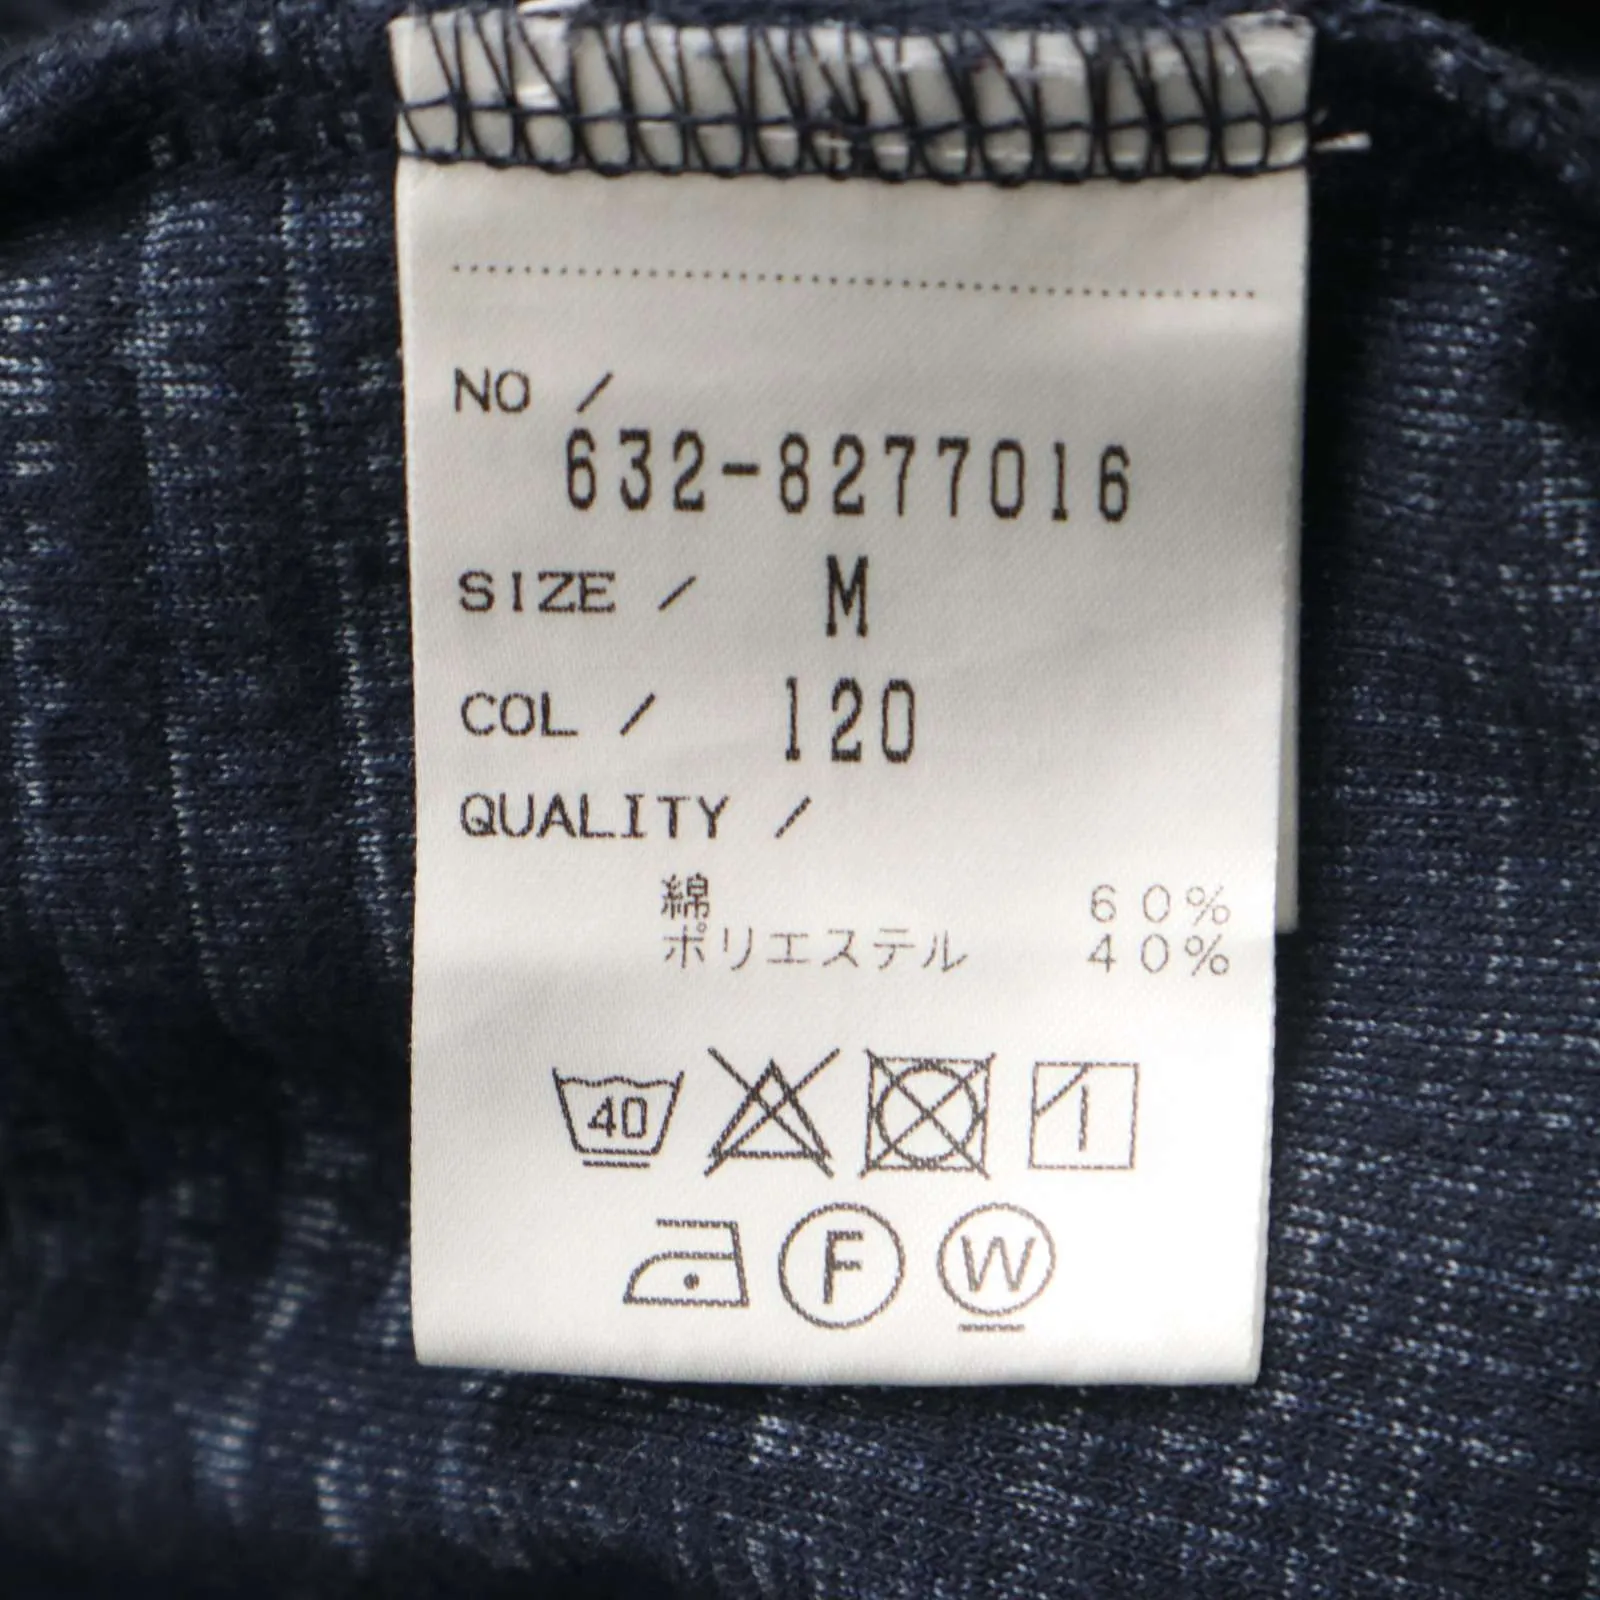 NO /
632-8277016
SIZE / M
COL / 120
QUALITY /
綿 60%
ポリエステル 40%
40
F W